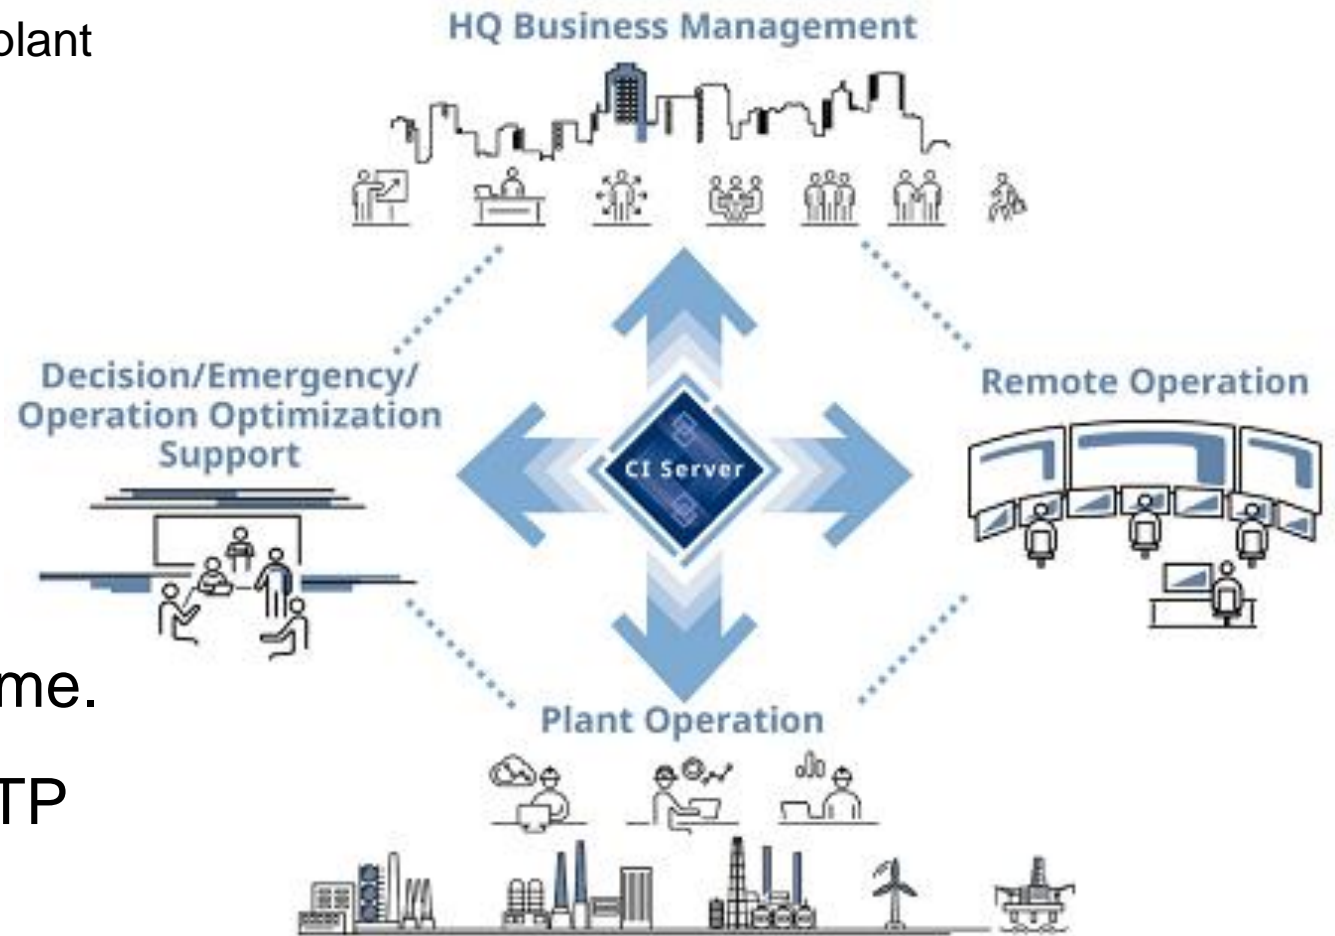 HQ Business Management
plant
Decision/Emergency/
Operation Optimization
Support
CI Server
Remote Operation
me.
Plant Operation
TP